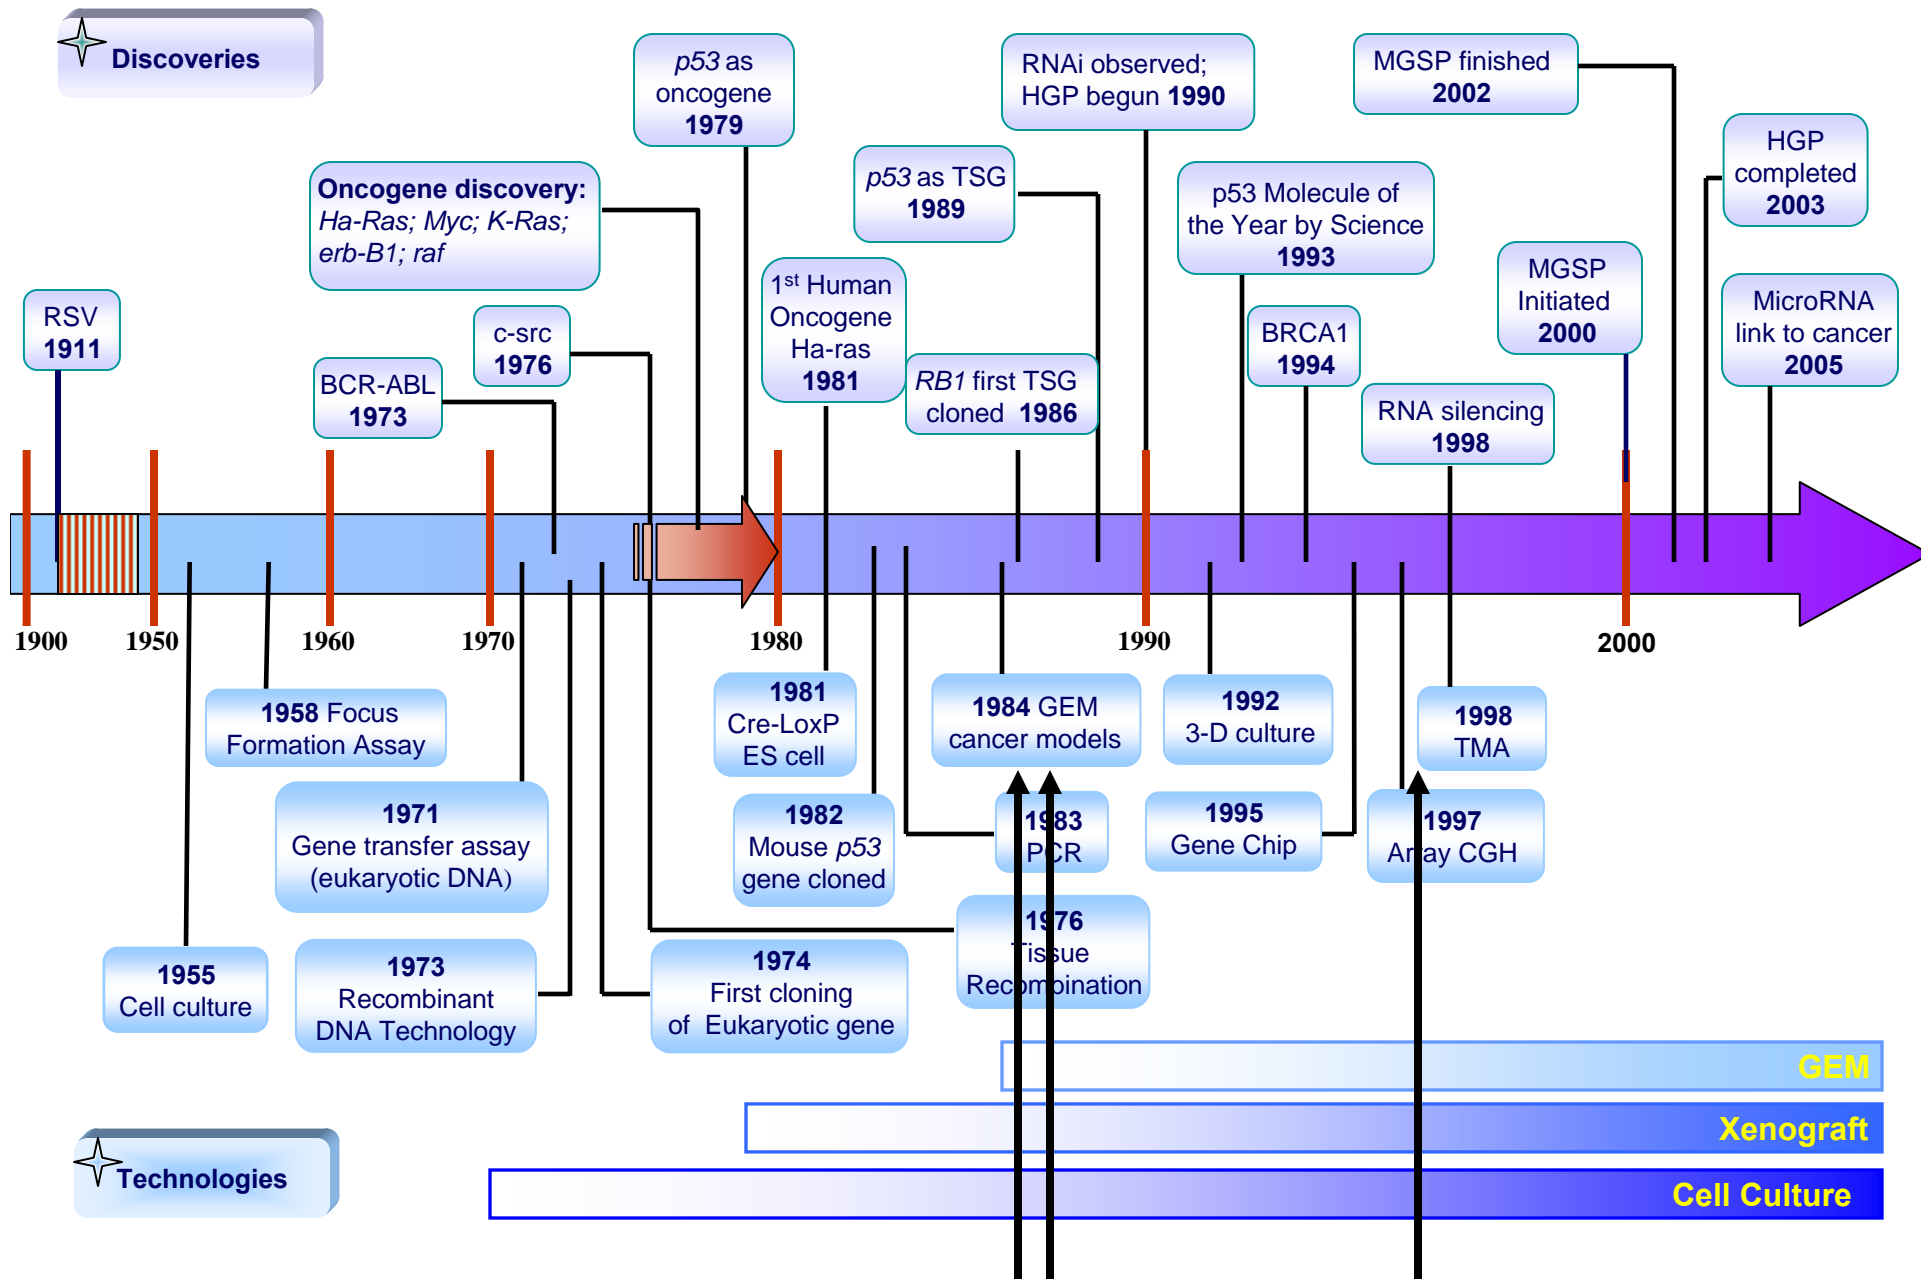 Discoveries
p53 as
oncogene
1979
RNAi observed;
HGP begun 1990
MGSP finished
2002
HGP
completed
2003
p53 as TSG
1989
Oncogene discovery:
Ha-Ras; Myc; K-Ras;
erb-B1; raf
p53 Molecule of
the Year by Science
1993
MGSP
Initiated
2000
1st Human
Oncogene
Ha-ras
1981
MicroRNA
link to cancer
2005
RSV
1911
c-src
1976
BRCA1
1994
BCR-ABL
1973
RB1 first TSG
cloned 1986
RNA silencing
1998
1900
1950
1960
1970
1980
1990
2000
1958 Focus
Formation Assay
1981
Cre-LoxP
ES cell
1984 GEM
cancer models
1992
3-D culture
1998
TMA
1971
Gene transfer assay
(eukaryotic DNA)
1982
Mouse p53
gene cloned
1983
PCR
1995
Gene Chip
1997
Array CGH
1955
Cell culture
1973
Recombinant
DNA Technology
1974
First cloning
of Eukaryotic gene
1976
Tissue
Recombination
GEM
Xenograft
Cell Culture
Technologies